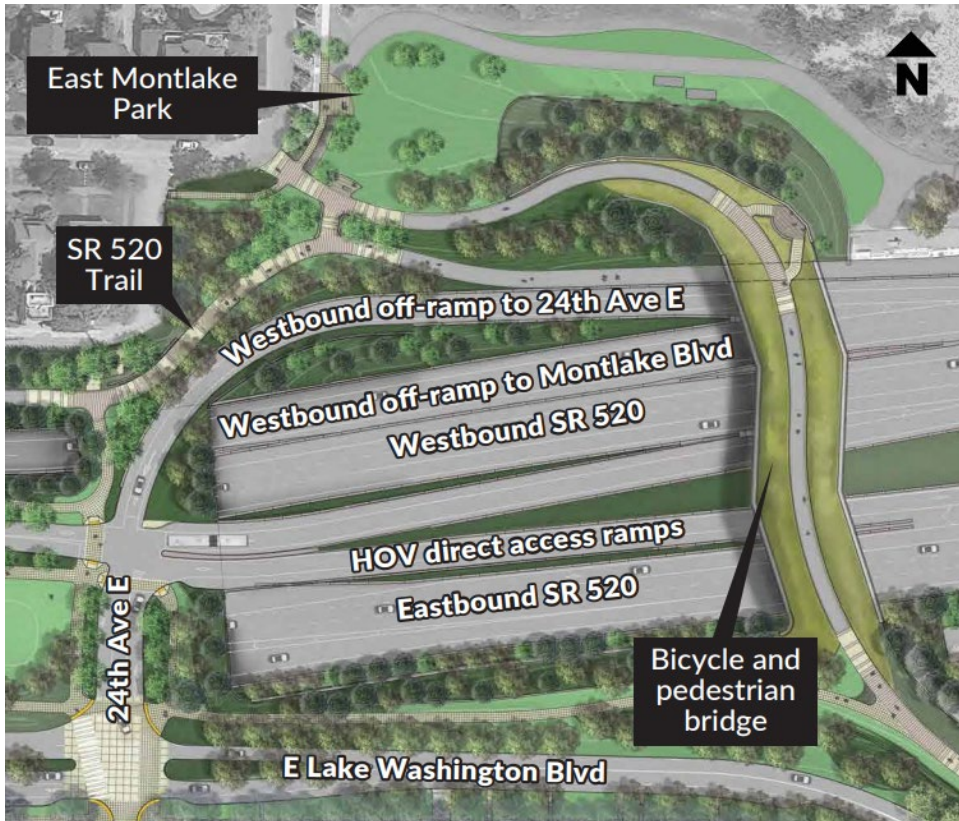 East Montlake
Park
N
SR 520
Trail
Westbound off-ramp to 24th Ave E
Westbound off-ramp to Montlake Blvd
Westbound SR 520
HOV direct access ramps
Eastbound SR 520
24th Ave E
Bicycle and
pedestrian
bridge
E Lake Washington Blvd